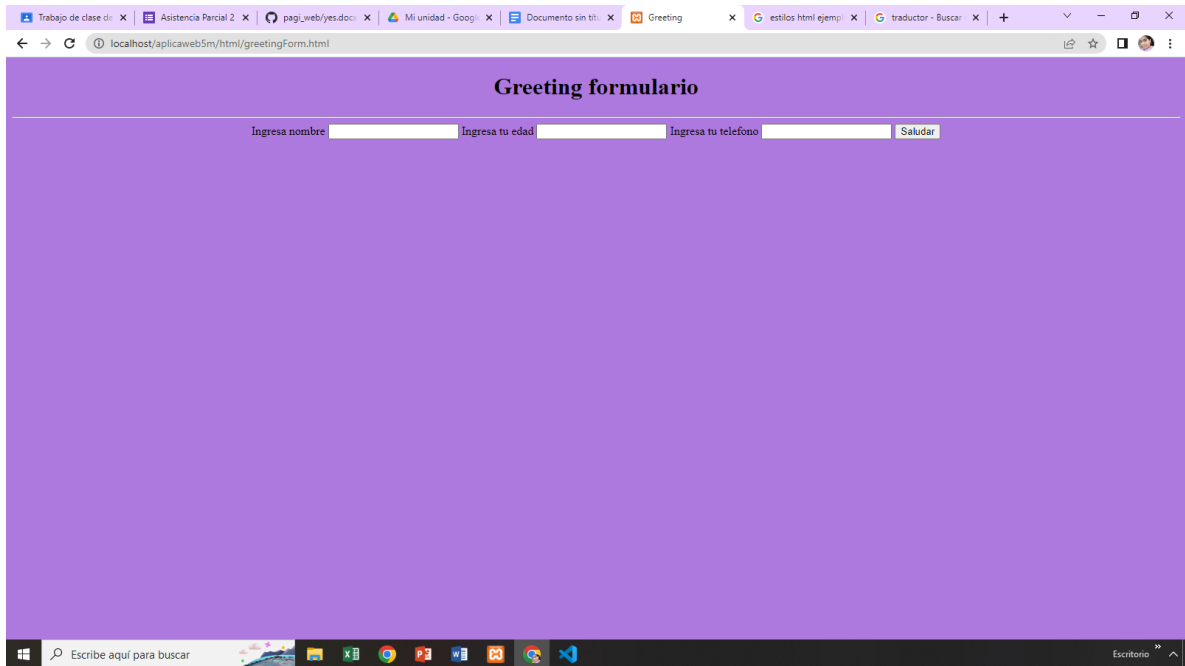 Trabajo de clase de
Asistencia Parcial 2
pagi_web/yes.docx
Mi unidad - Googl
Documento sin títu
Greeting
estilos html ejempl
traductor - Buscar
localhost/aplicaweb5m/html/greetingForm.html
Greeting formulario
Ingresa nombre Ingresa tu edad Ingresa tu telefono Saludar
Escribe aquí para buscar
Escritorio